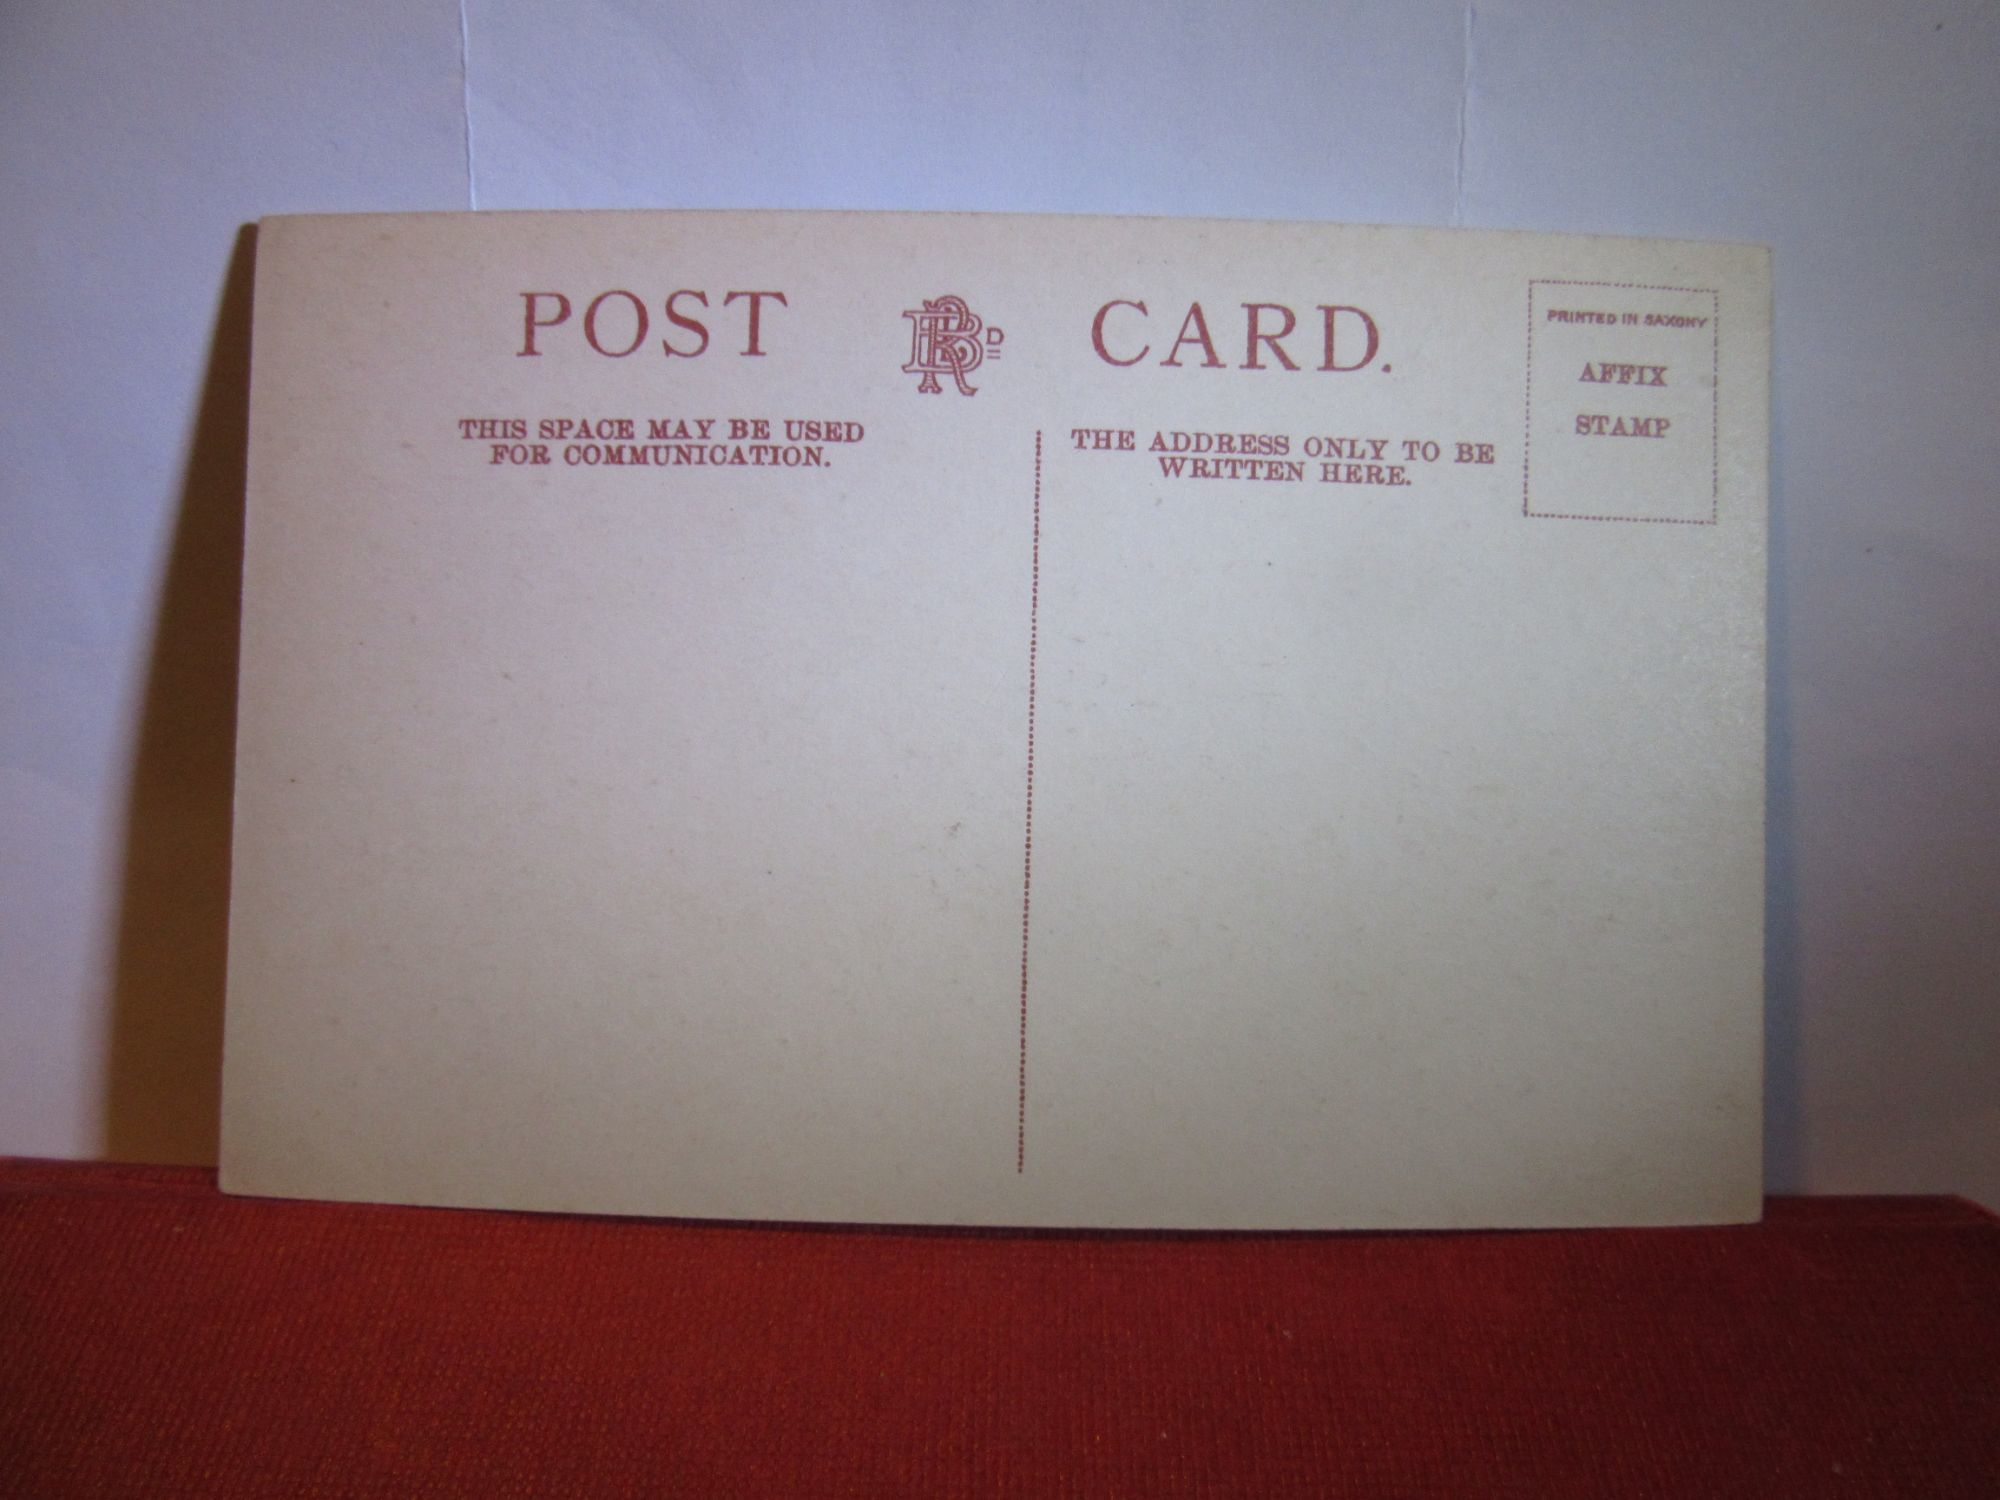 POST CARD.
THIS SPACE MAY BE USED
FOR COMMUNICATION.
THE ADDRESS ONLY TO BE
WRITTEN HERE.
PRINTED IN SAXONY
AFFIX
STAMP